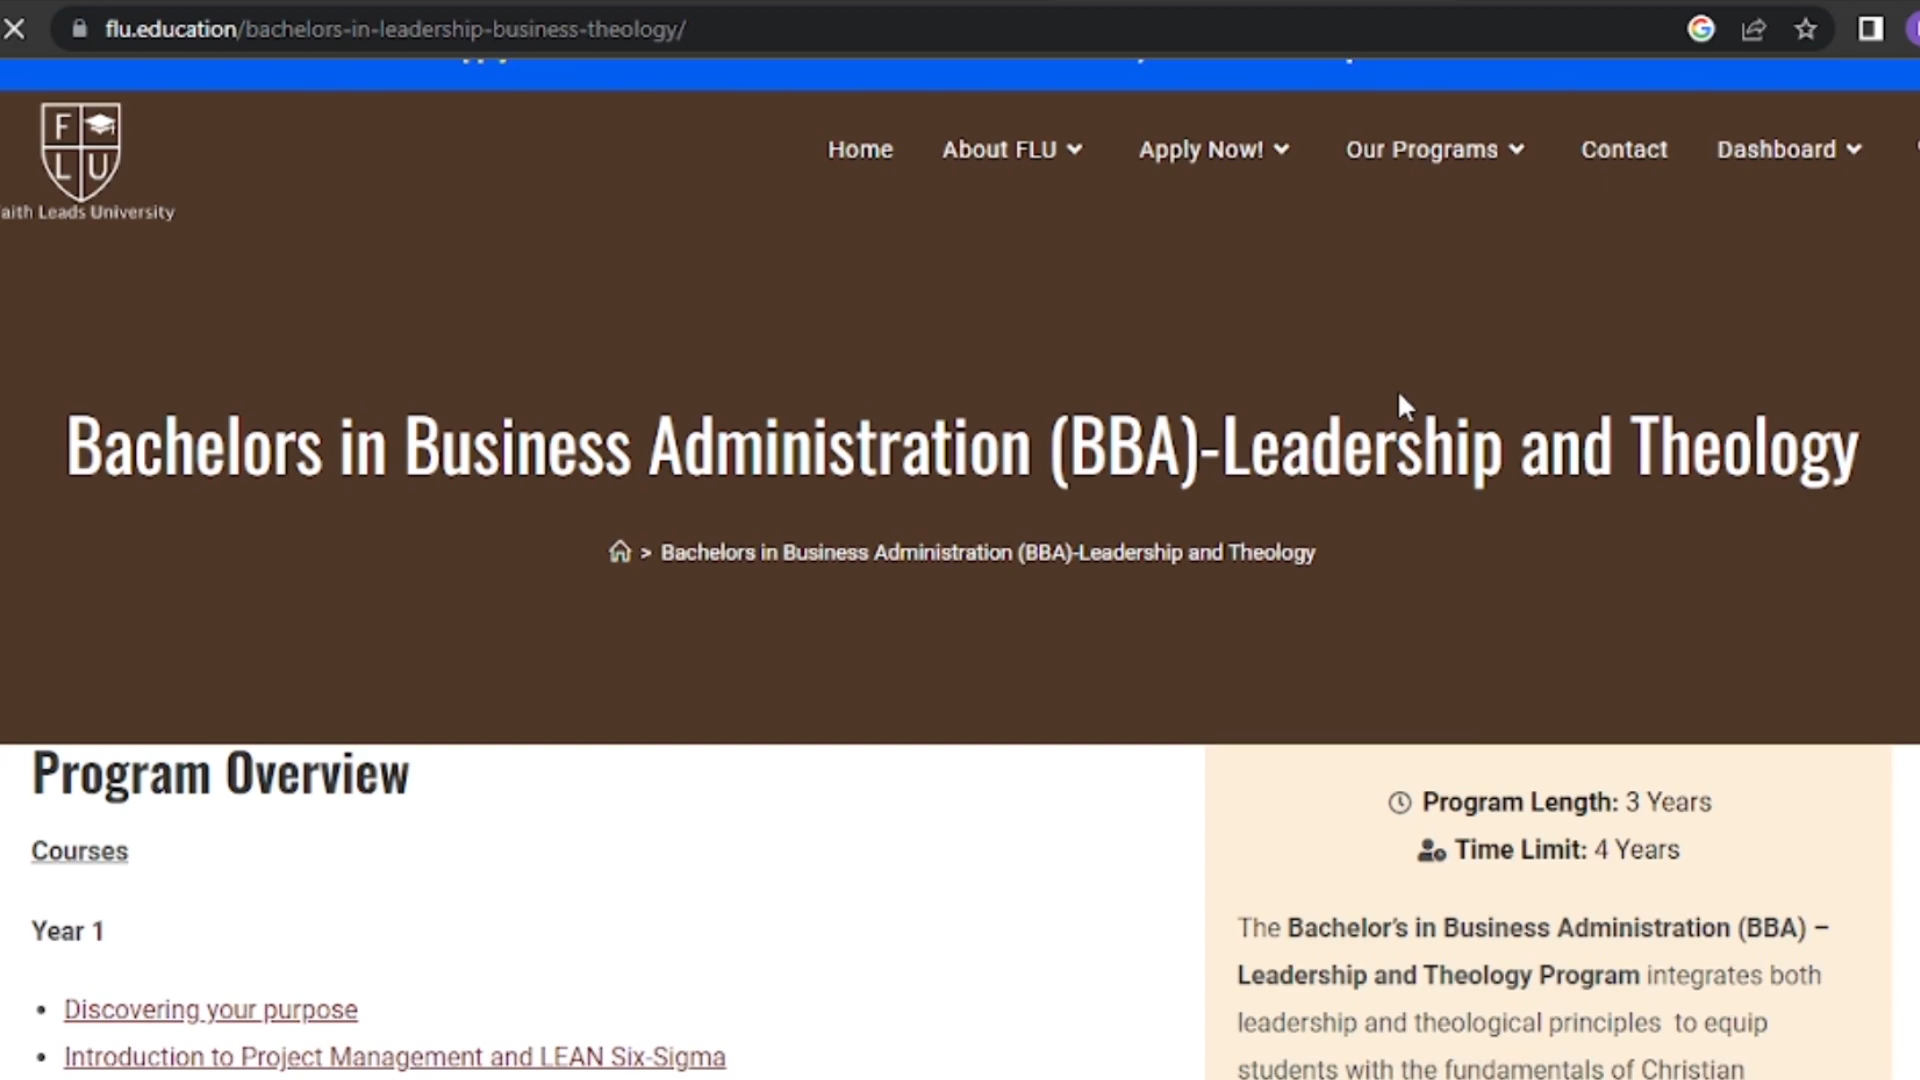 flu.education/bachelors-in-leadership-business-theology/
F
L U
aith Leads University
Home About FLU Apply Now! Our Programs Contact Dashboard
Bachelors in Business Administration (BBA)-Leadership and Theology
> Bachelors in Business Administration (BBA)-Leadership and Theology
Program Overview
Courses
Year 1
• Discovering your purpose
• Introduction to Project Management and LEAN Six-Sigma
Program Length: 3 Years
Time Limit: 4 Years
The Bachelor’s in Business Administration (BBA) –
Leadership and Theology Program integrates both
leadership and theological principles to equip
students with the fundamentals of Christian